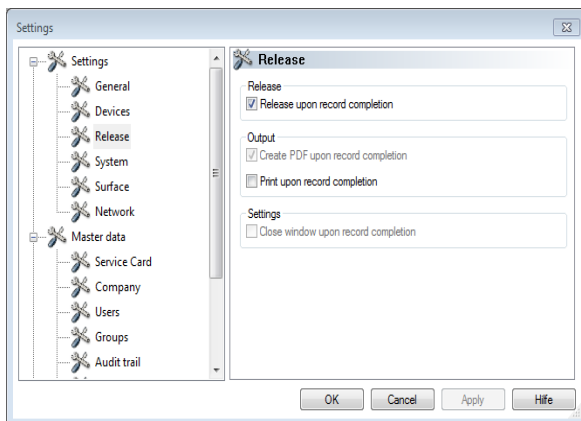 Settings
Settings
General
Devices
Release
System
Surface
Network
Master data
Service Card
Company
Users
Groups
Audit trail
Release
Release
Release upon record completion
Output
Create PDF upon record completion
Print upon record completion
Settings
Close window upon record completion
OK
Cancel
Apply
Hilfe